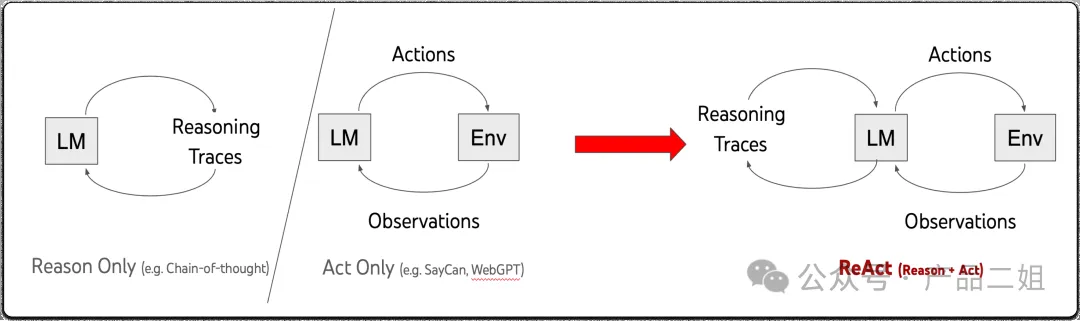 LM
Reasoning
Traces
Reason Only (e.g. Chain-of-thought)
Actions
LM
Env
Observations
Act Only (e.g. SayCan, WebGPT)
Actions
Reasoning
Traces
LM
Env
Observations
ReAct (Reason + Act)
公众号 · 产品二姐